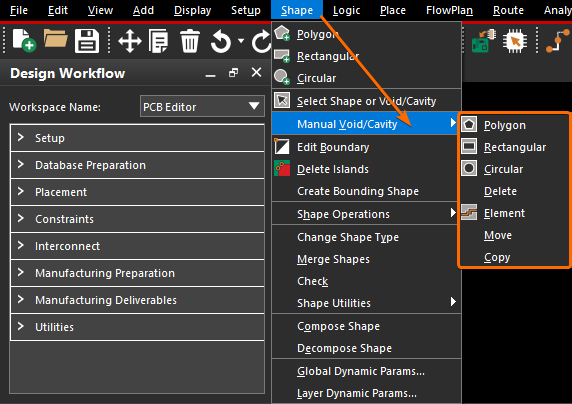 File Edit View Add Display Setup Shape Logic Place FlowPlan Route Analy
Design Workflow
Workspace Name: PCB Editor
Setup
Database Preparation
Placement
Constraints
Interconnect
Manufacturing Preparation
Manufacturing Deliverables
Utilities
Polygon
Rectangular
Circular
Select Shape or Void/Cavity
Manual Void/Cavity
Edit Boundary
Delete Islands
Create Bounding Shape
Shape Operations
Change Shape Type
Merge Shapes
Check
Shape Utilities
Compose Shape
Decompose Shape
Global Dynamic Params...
Layer Dynamic Params...
Polygon
Rectangular
Circular
Delete
Element
Move
Copy